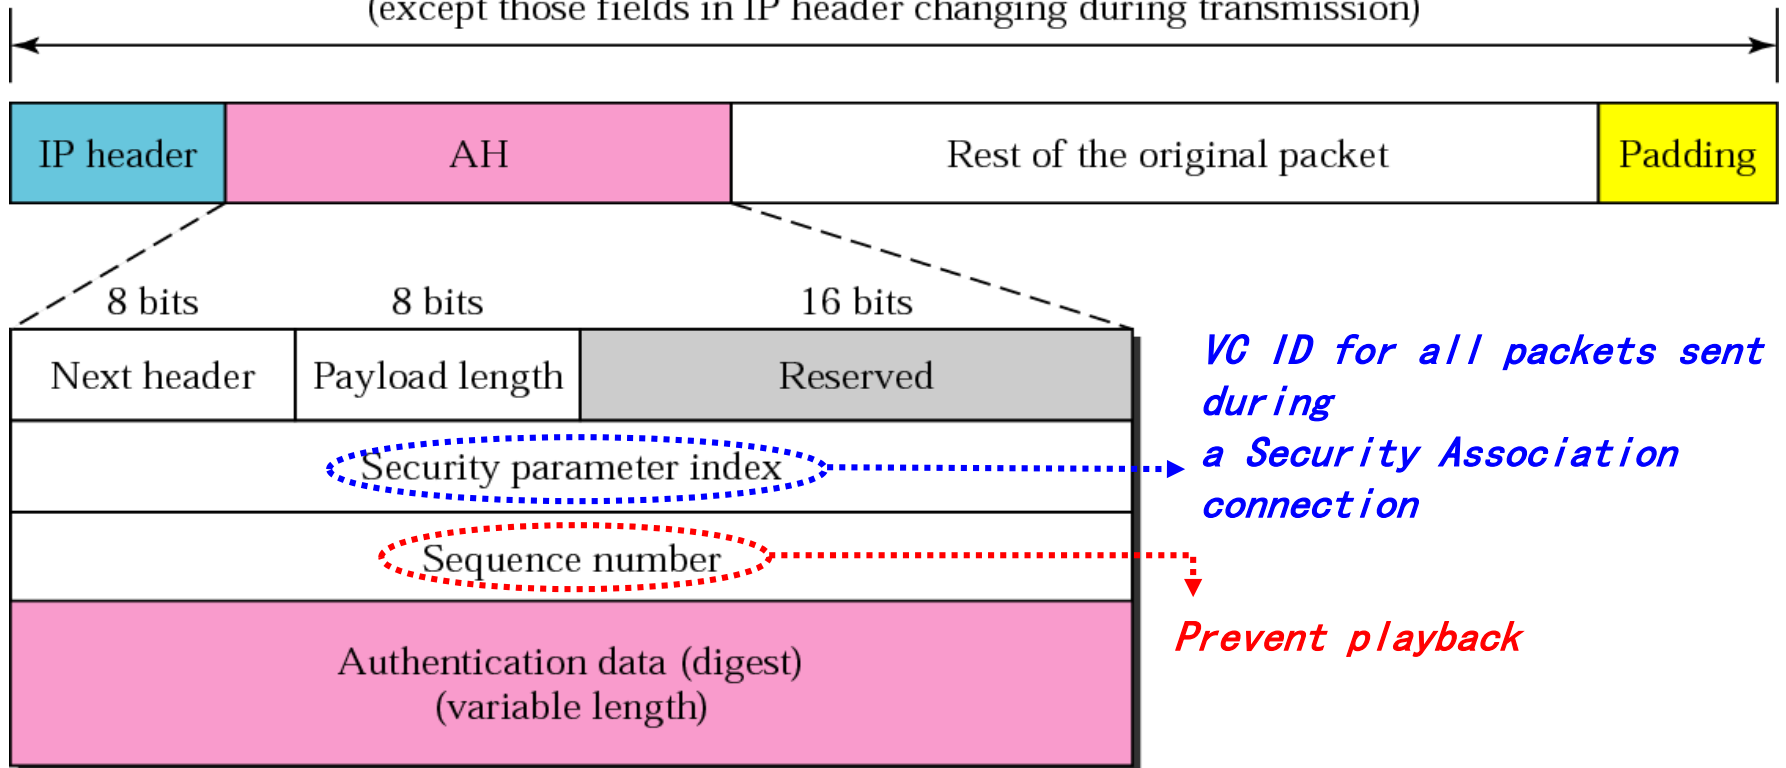 (except those fields in IP header changing during transmission)
IP header AH Rest of the original packet Padding
8 bits 8 bits 16 bits
Next header Payload length Reserved
VC ID for all packets sent
during
a Security Association
connection
Security parameter index
Sequence number
Prevent playback
Authentication data (digest)
(variable length)